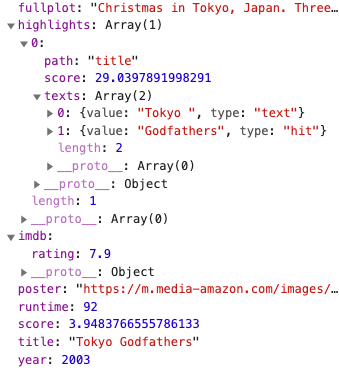 fullplot: "Christmas in Tokyo, Japan. Three…
highlights: Array(1)
0:
path: "title"
score: 29.0397891998291
texts: Array(2)
0: {value: "Tokyo ", type: "text"}
1: {value: "Godfathers", type: "hit"}
length: 2
__proto__: Array(0)
__proto__: Object
length: 1
__proto__: Array(0)
imdb:
rating: 7.9
__proto__: Object
poster: "https://m.media-amazon.com/images/…
runtime: 92
score: 3.9483766555786133
title: "Tokyo Godfathers"
year: 2003